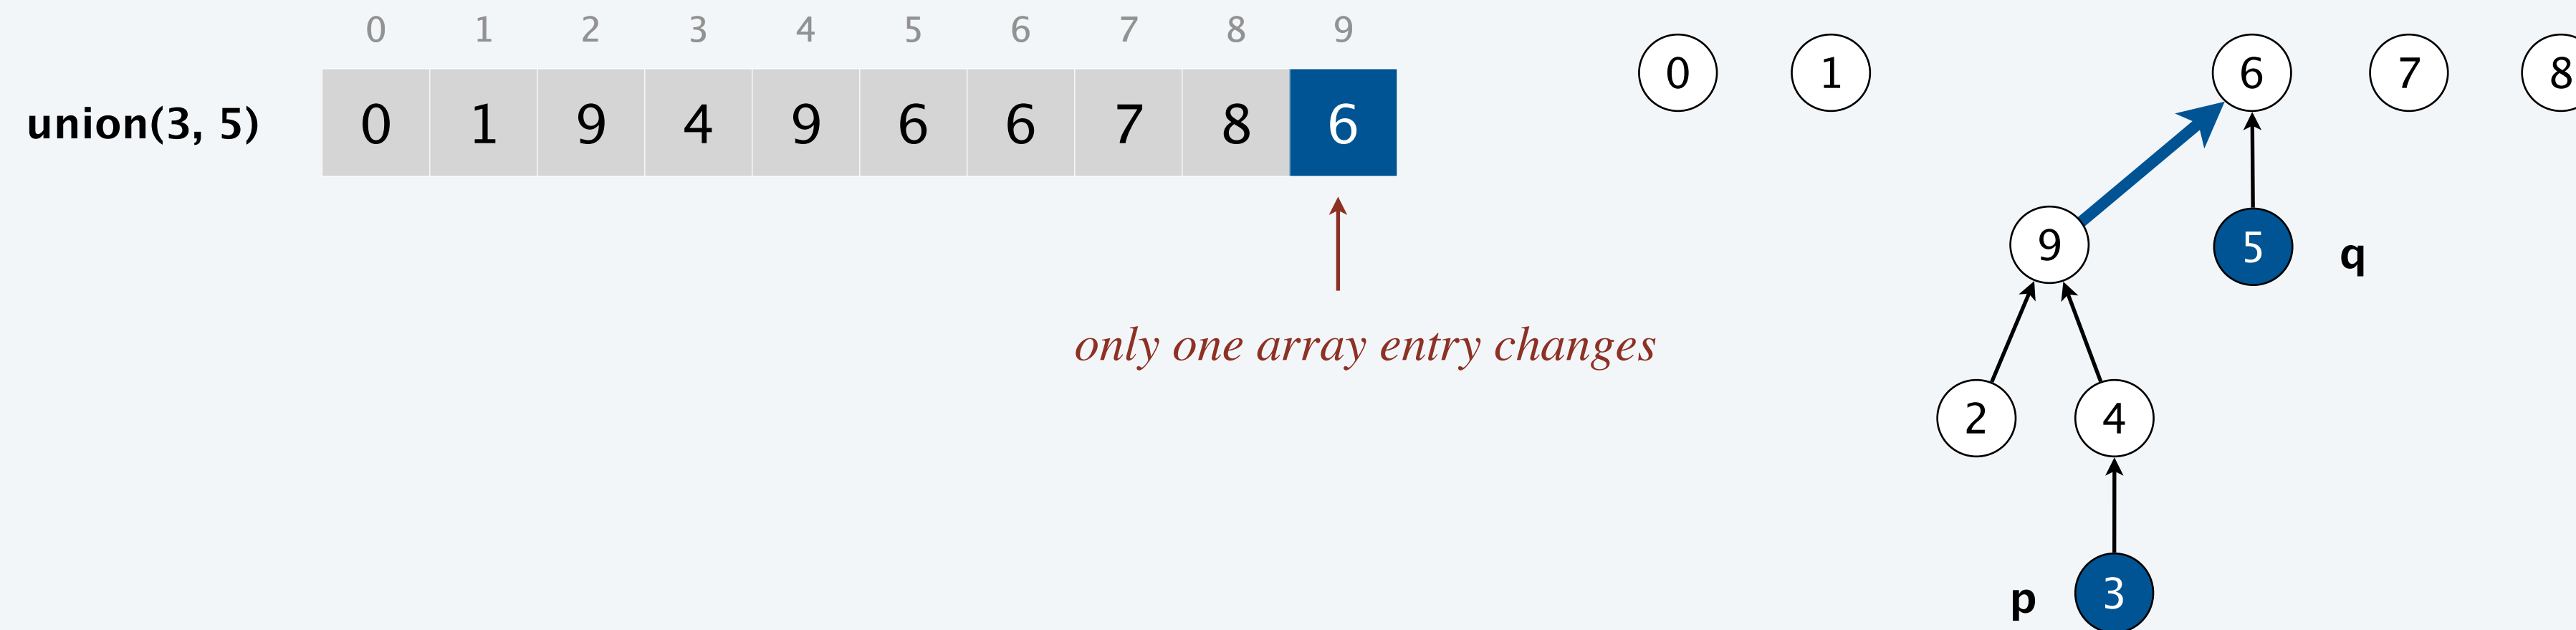 0 1 2 3 4 5 6 7 8 9
union(3, 5) 0 1 9 4 9 6 6 7 8 6
only one array entry changes
0 1 6 7 8
9 5 q
2 4
p 3